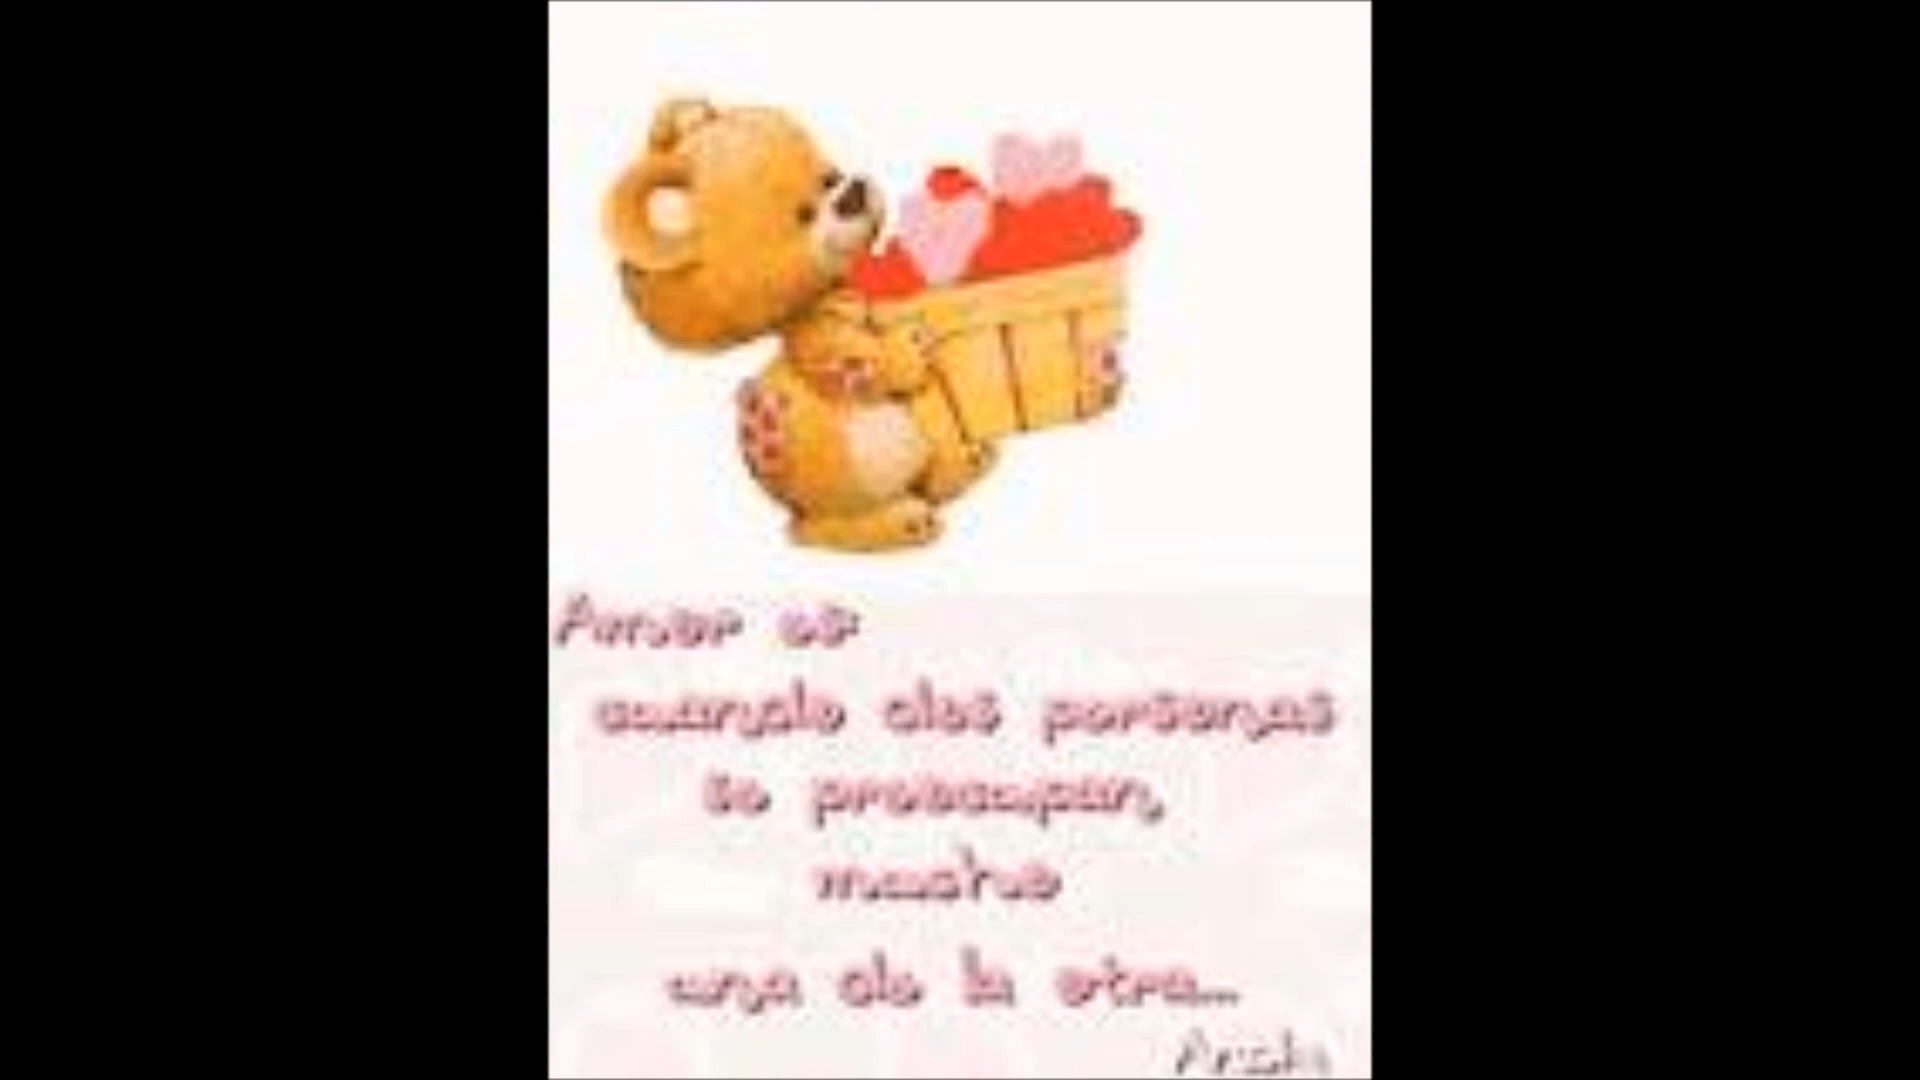 Amor es
cuando dos personas
se preocupan,
mucho
una de la otra...